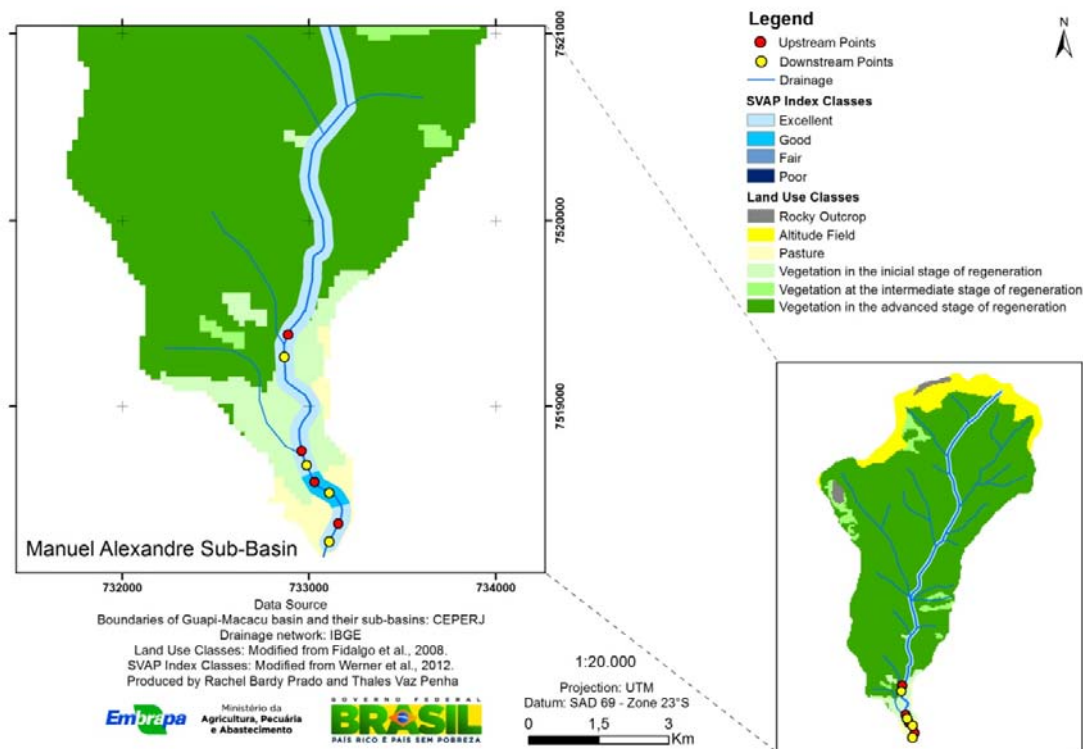 7521000
7520000
7519000
Manuel Alexandre Sub-Basin
732000
733000
734000
Legend
Upstream Points
Downstream Points
Drainage
SVAP Index Classes
Excellent
Good
Fair
Poor
Land Use Classes
Rocky Outcrop
Altitude Field
Pasture
Vegetation in the inicial stage of regeneration
Vegetation at the intermediate stage of regeneration
Vegetation in the advanced stage of regeneration
N
Data Source
Boundaries of Guapi-Macacu basin and their sub-basins: CEPERJ
Drainage network: IBGE
Land Use Classes: Modified from Fidalgo et al., 2008.
SVAP Index Classes: Modified from Werner et al., 2012.
Produced by Rachel Bardy Prado and Thales Vaz Penha
Embrapa
Ministério da
Agricultura, Pecuária
e Abastecimento
GOVERNO FEDERAL
BRASIL
PAÍS RICO É PAÍS SEM POBREZA
1:20.000
Projection: UTM
Datum: SAD 69 - Zone 23°S
0 1,5 3
Km